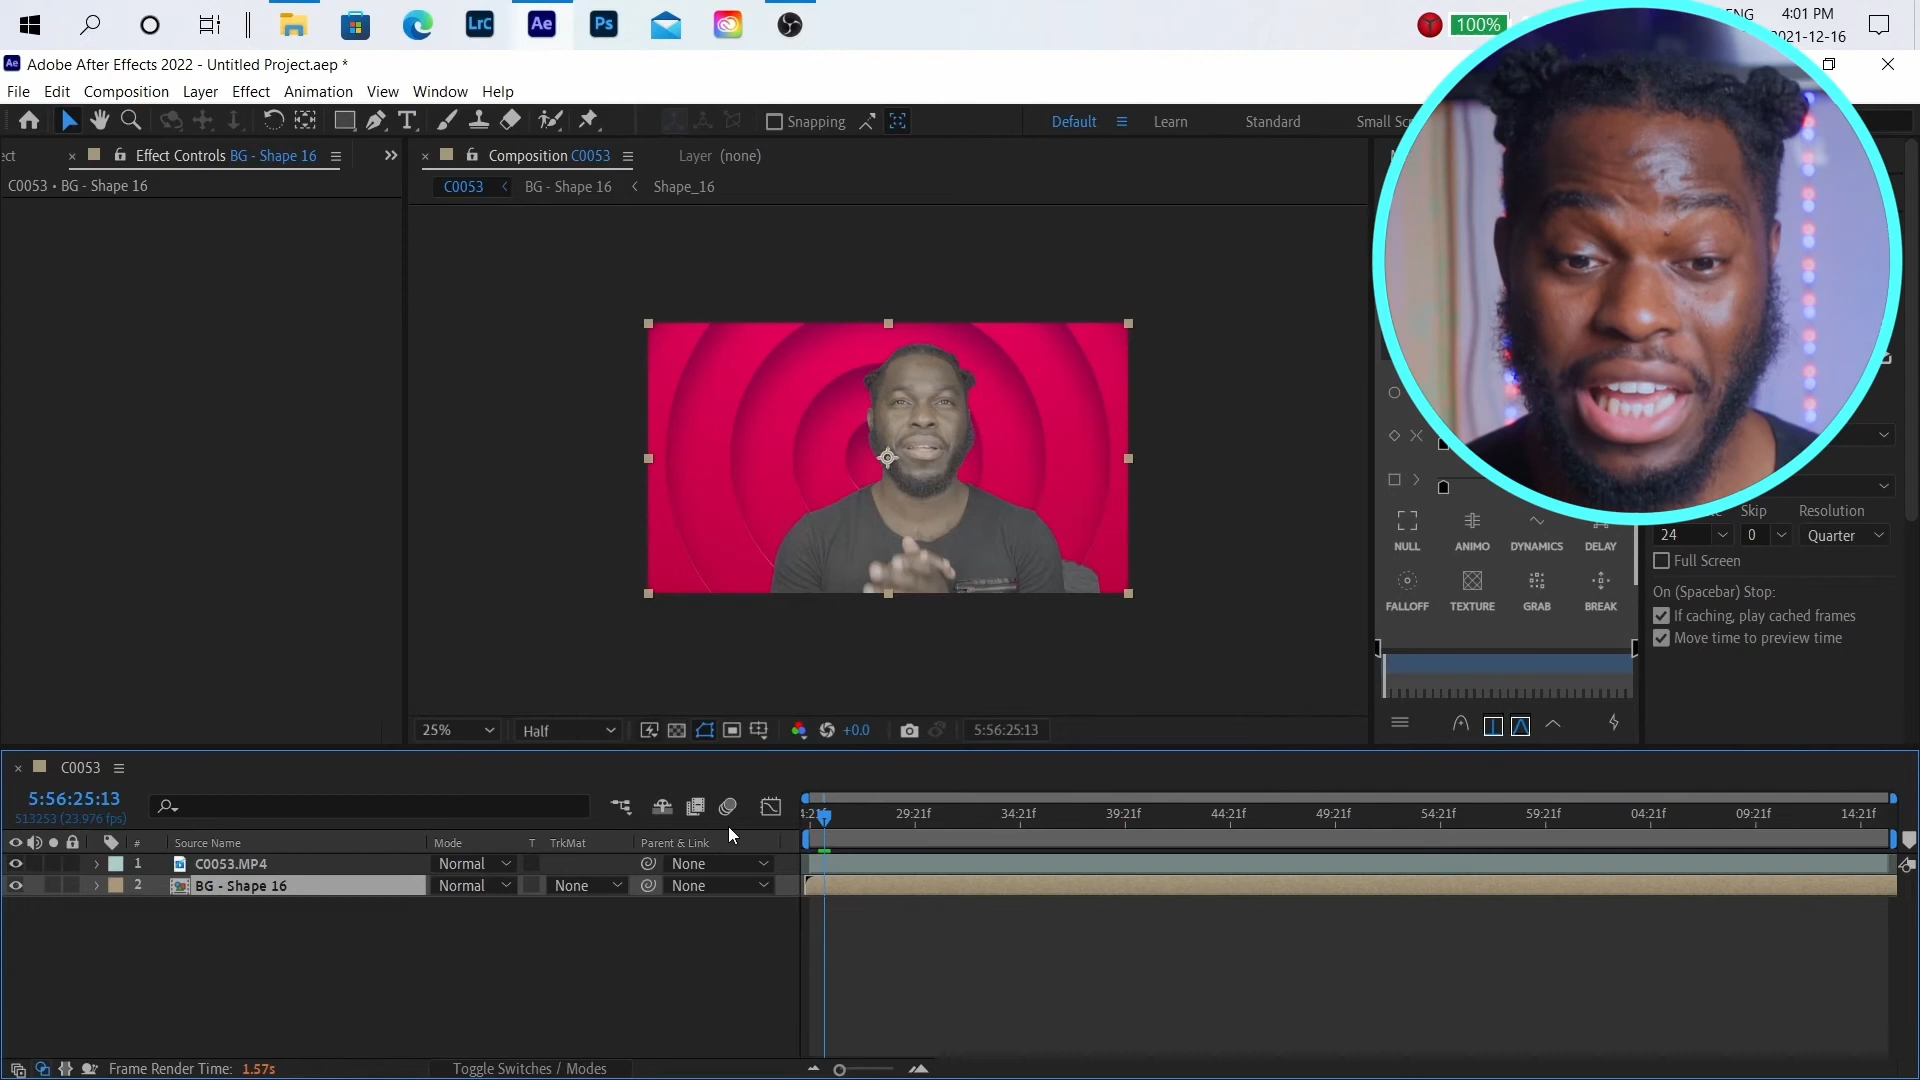 LrC
Ae
Ps
100%
ENG
4:01 PM
2021-12-16
Ae
Adobe After Effects 2022 - Untitled Project.aep *
File Edit Composition Layer Effect Animation View Window Help
Snapping
Default
Learn
Standard
Small Scr
ect
Effect Controls BG - Shape 16
Composition C0053
Layer (none)
C0053 • BG - Shape 16
C0053
BG - Shape 16
Shape_16
NULL
ANIMO
DYNAMICS
DELAY
FALLOFF
TEXTURE
GRAB
BREAK
Skip
Resolution
24
0
Quarter
Full Screen
On (Spacebar) Stop:
If caching, play cached frames
Move time to preview time
25%
Half
+0.0
5:56:25:13
C0053
5:56:25:13
513253 (23.976 fps)
4:21f
29:21f
34:21f
39:21f
44:21f
49:21f
54:21f
59:21f
04:21f
09:21f
14:21f
#
Source Name
Mode
T
TrkMat
Parent & Link
1
C0053.MP4
Normal
None
2
BG - Shape 16
Normal
None
None
Frame Render Time: 1.57s
Toggle Switches / Modes